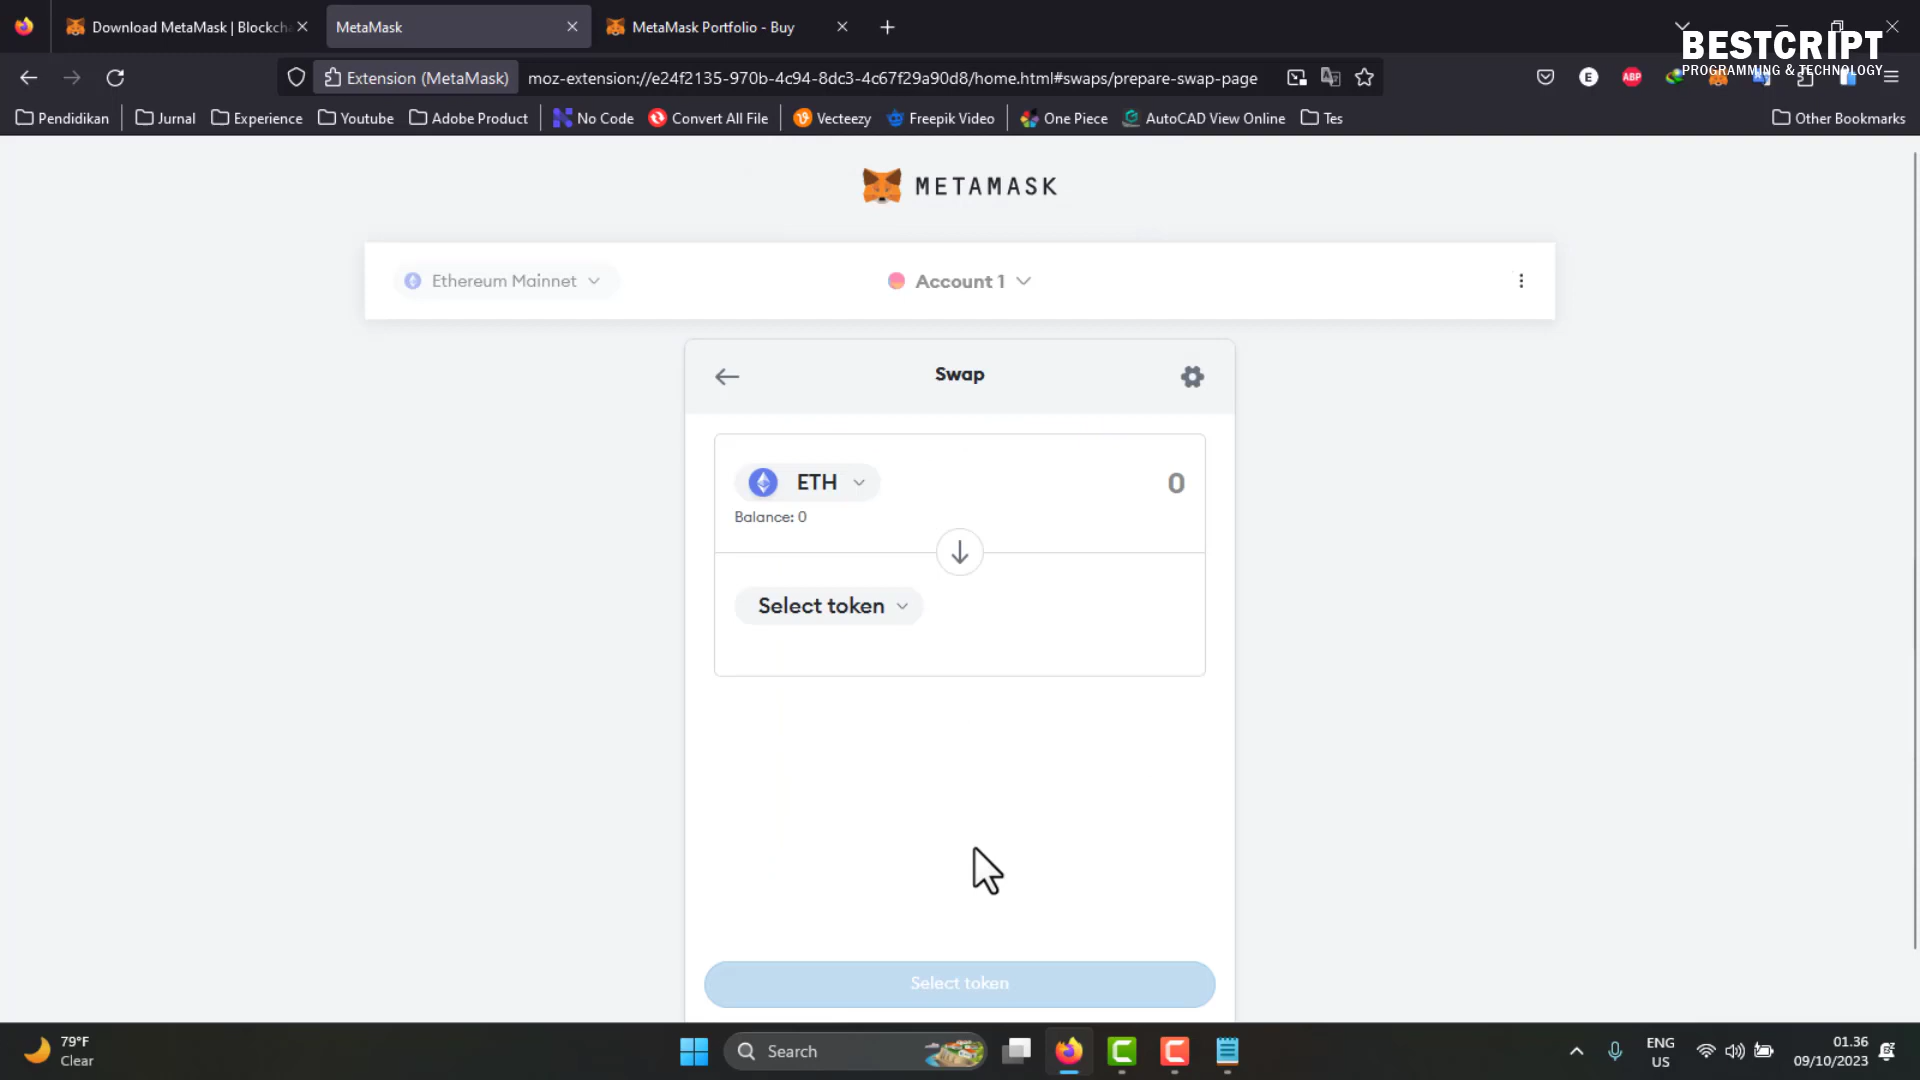 Download MetaMask | Blockcha
MetaMask
MetaMask Portfolio - Buy
BESTCRIPT
PROGRAMMING & TECHNOLOGY
Extension (MetaMask)
moz-extension://e24f2135-970b-4c94-8dc3-4c67f29a90d8/home.html#swaps/prepare-swap-page
E
ABP
Pendidikan
Jurnal
Experience
Youtube
Adobe Product
No Code
Convert All File
Vecteezy
Freepik Video
One Piece
AutoCAD View Online
Tes
Other Bookmarks
METAMASK
Ethereum Mainnet
Account 1
Swap
ETH
0
Balance: 0
Select token
Select token
79°F
Clear
Search
ENG
US
01.36
09/10/2023